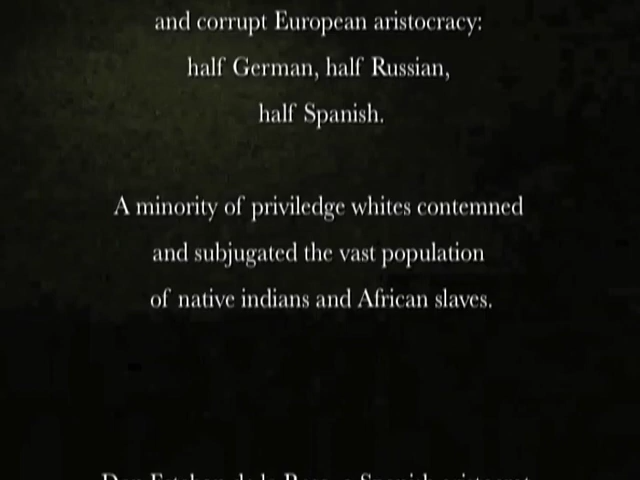 and corrupt European aristocracy:
half German, half Russian,
half Spanish.
A minority of priviledge whites contemned
and subjugated the vast population
of native indians and African slaves.